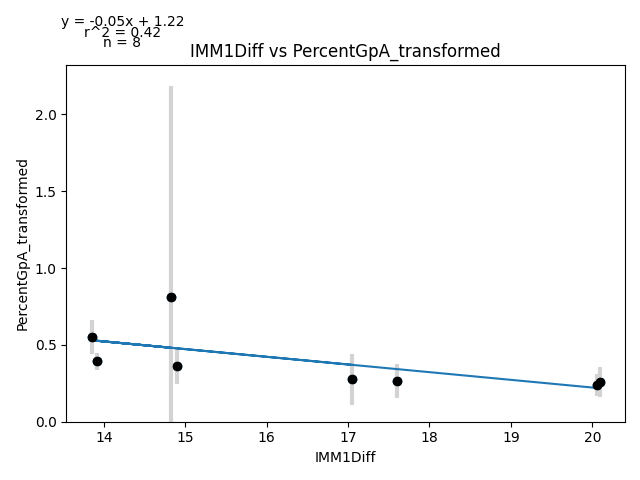 y = -0.05x + 1.22
r^2 = 0.42
n = 8
IMM1Diff vs PercentGpA_transformed
PercentGpA_transformed
2.0
1.5
1.0
0.5
0.0
14 15 16 17 18 19 20
IMM1Diff